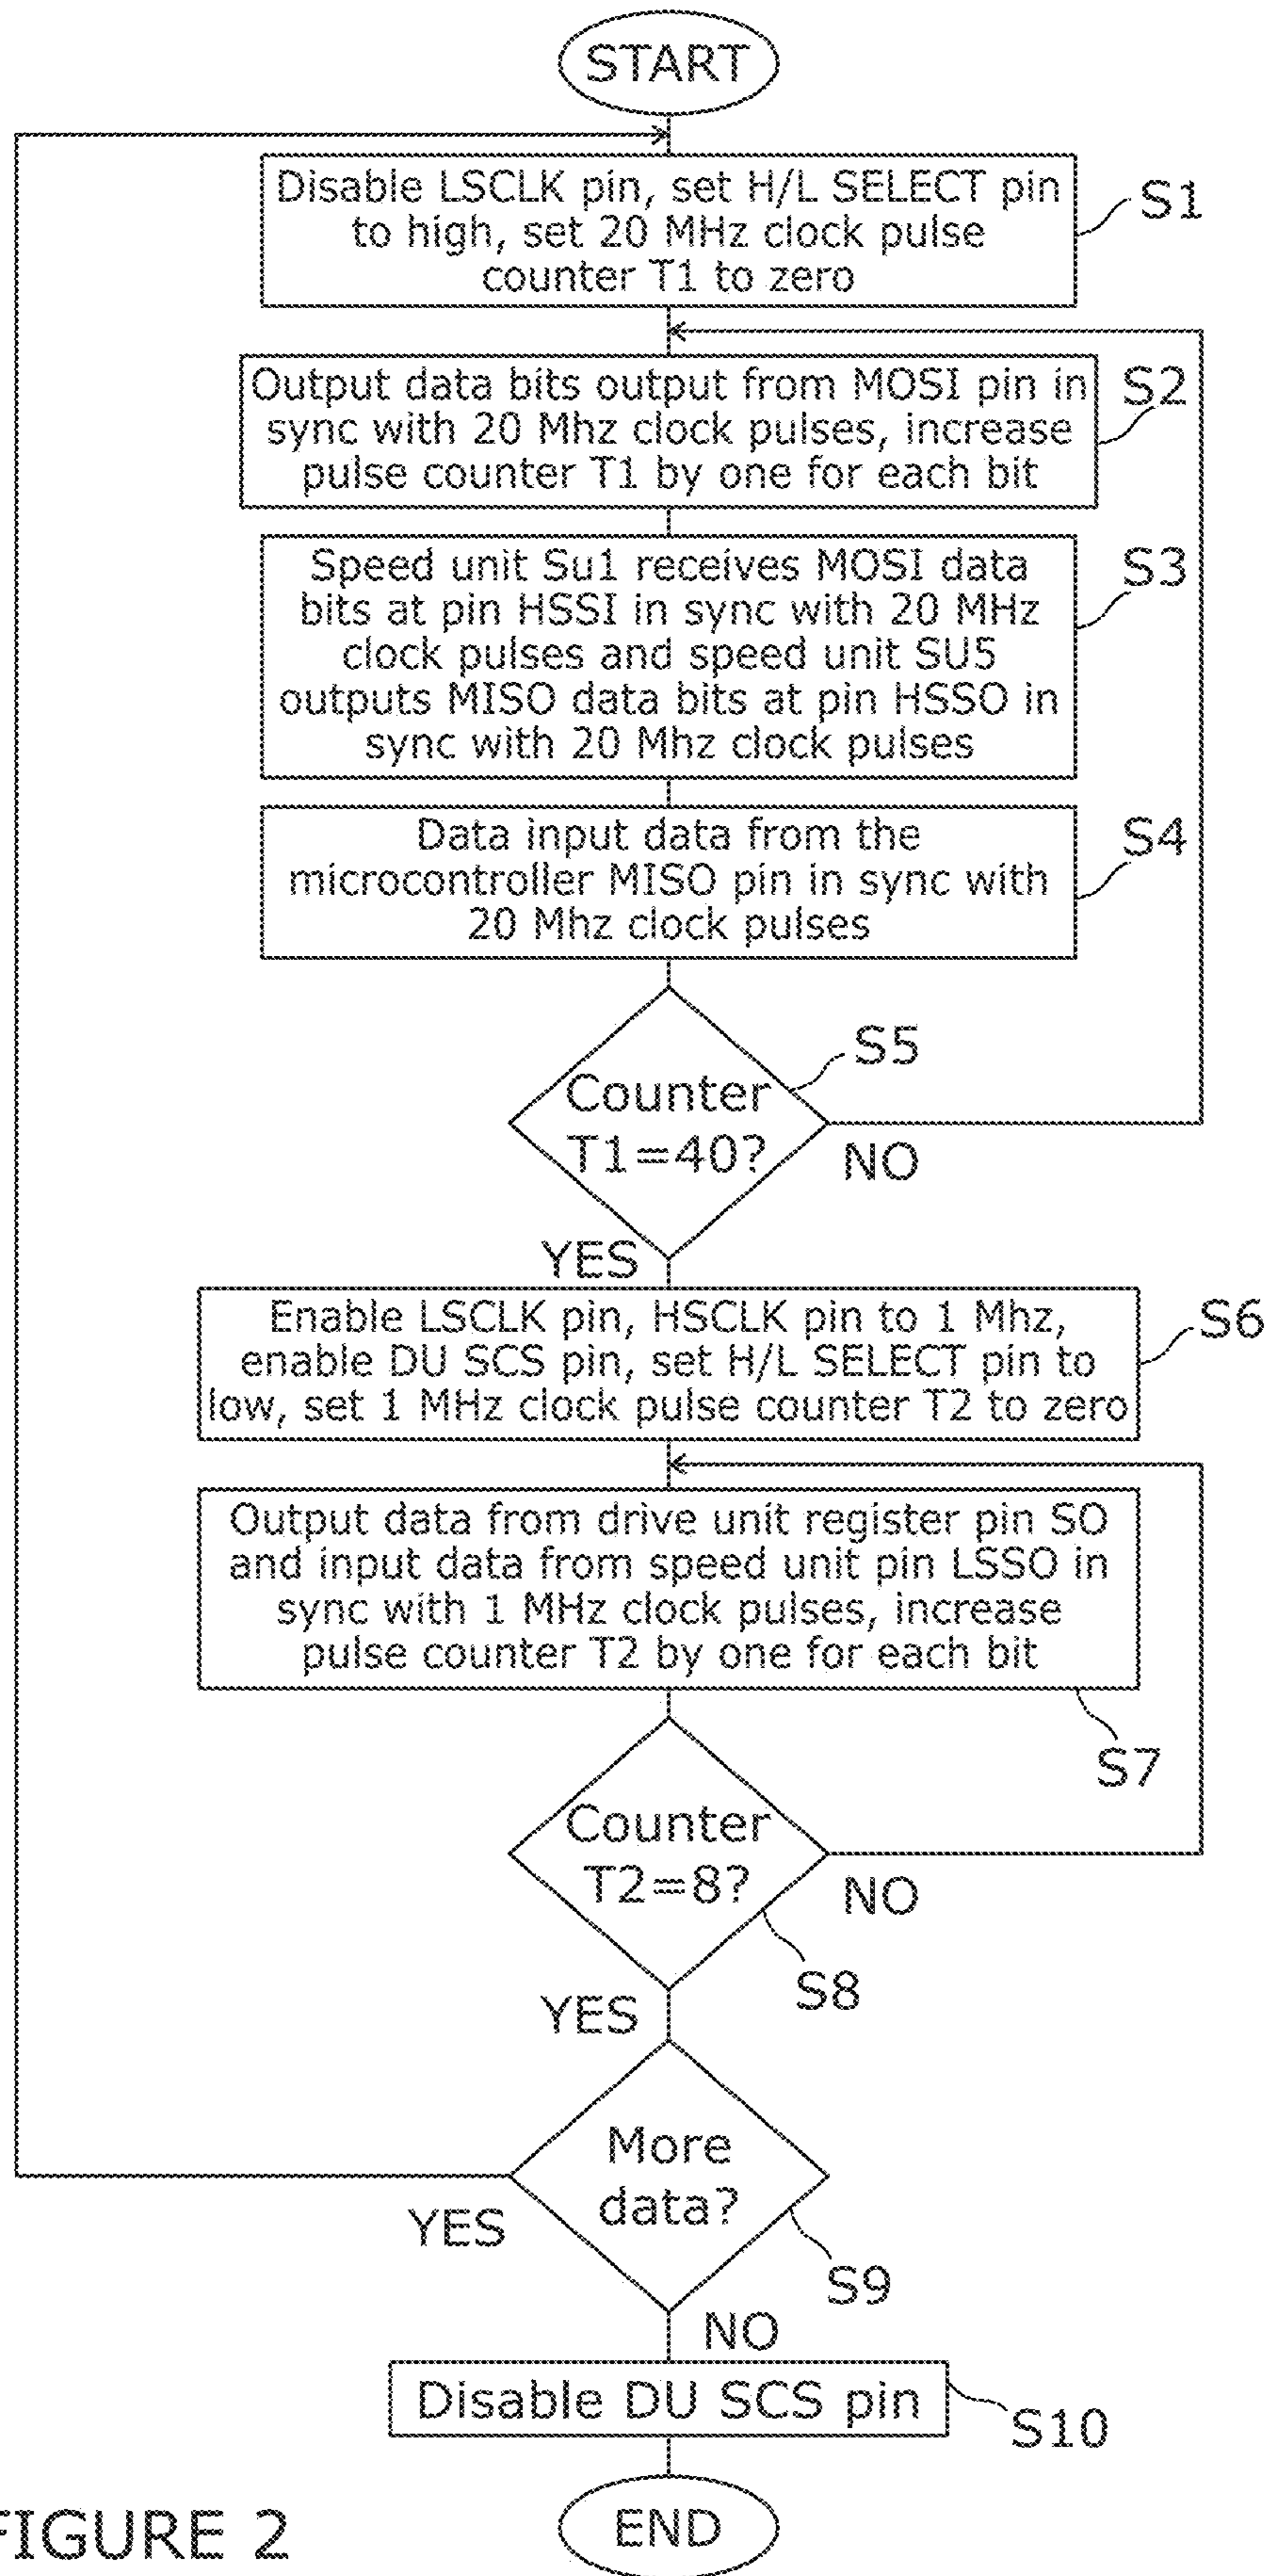 START
Disable LSCLK pin, set H/L SELECT pin
to high, set 20 MHz clock pulse
counter T1 to zero
S1
Output data bits output from MOSI pin in
sync with 20 Mhz clock pulses, increase
pulse counter T1 by one for each bit
S2
Speed unit Su1 receives MOSI data
bits at pin HSSI in sync with 20 MHz
clock pulses and speed unit SU5
outputs MISO data bits at pin HSSO in
sync with 20 Mhz clock pulses
S3
Data input data from the
microcontroller MISO pin in sync with
20 Mhz clock pulses
S4
Counter
T1=40?
S5
NO
YES
Enable LSCLK pin, HSCLK pin to 1 Mhz,
enable DU SCS pin, set H/L SELECT pin to
low, set 1 MHz clock pulse counter T2 to zero
S6
Output data from drive unit register pin SO
and input data from speed unit pin LSSO in
sync with 1 MHz clock pulses, increase
pulse counter T2 by one for each bit
S7
Counter
T2=8?
NO
S8
YES
More
data?
YES
S9
NO
Disable DU SCS pin
S10
END
FIGURE 2